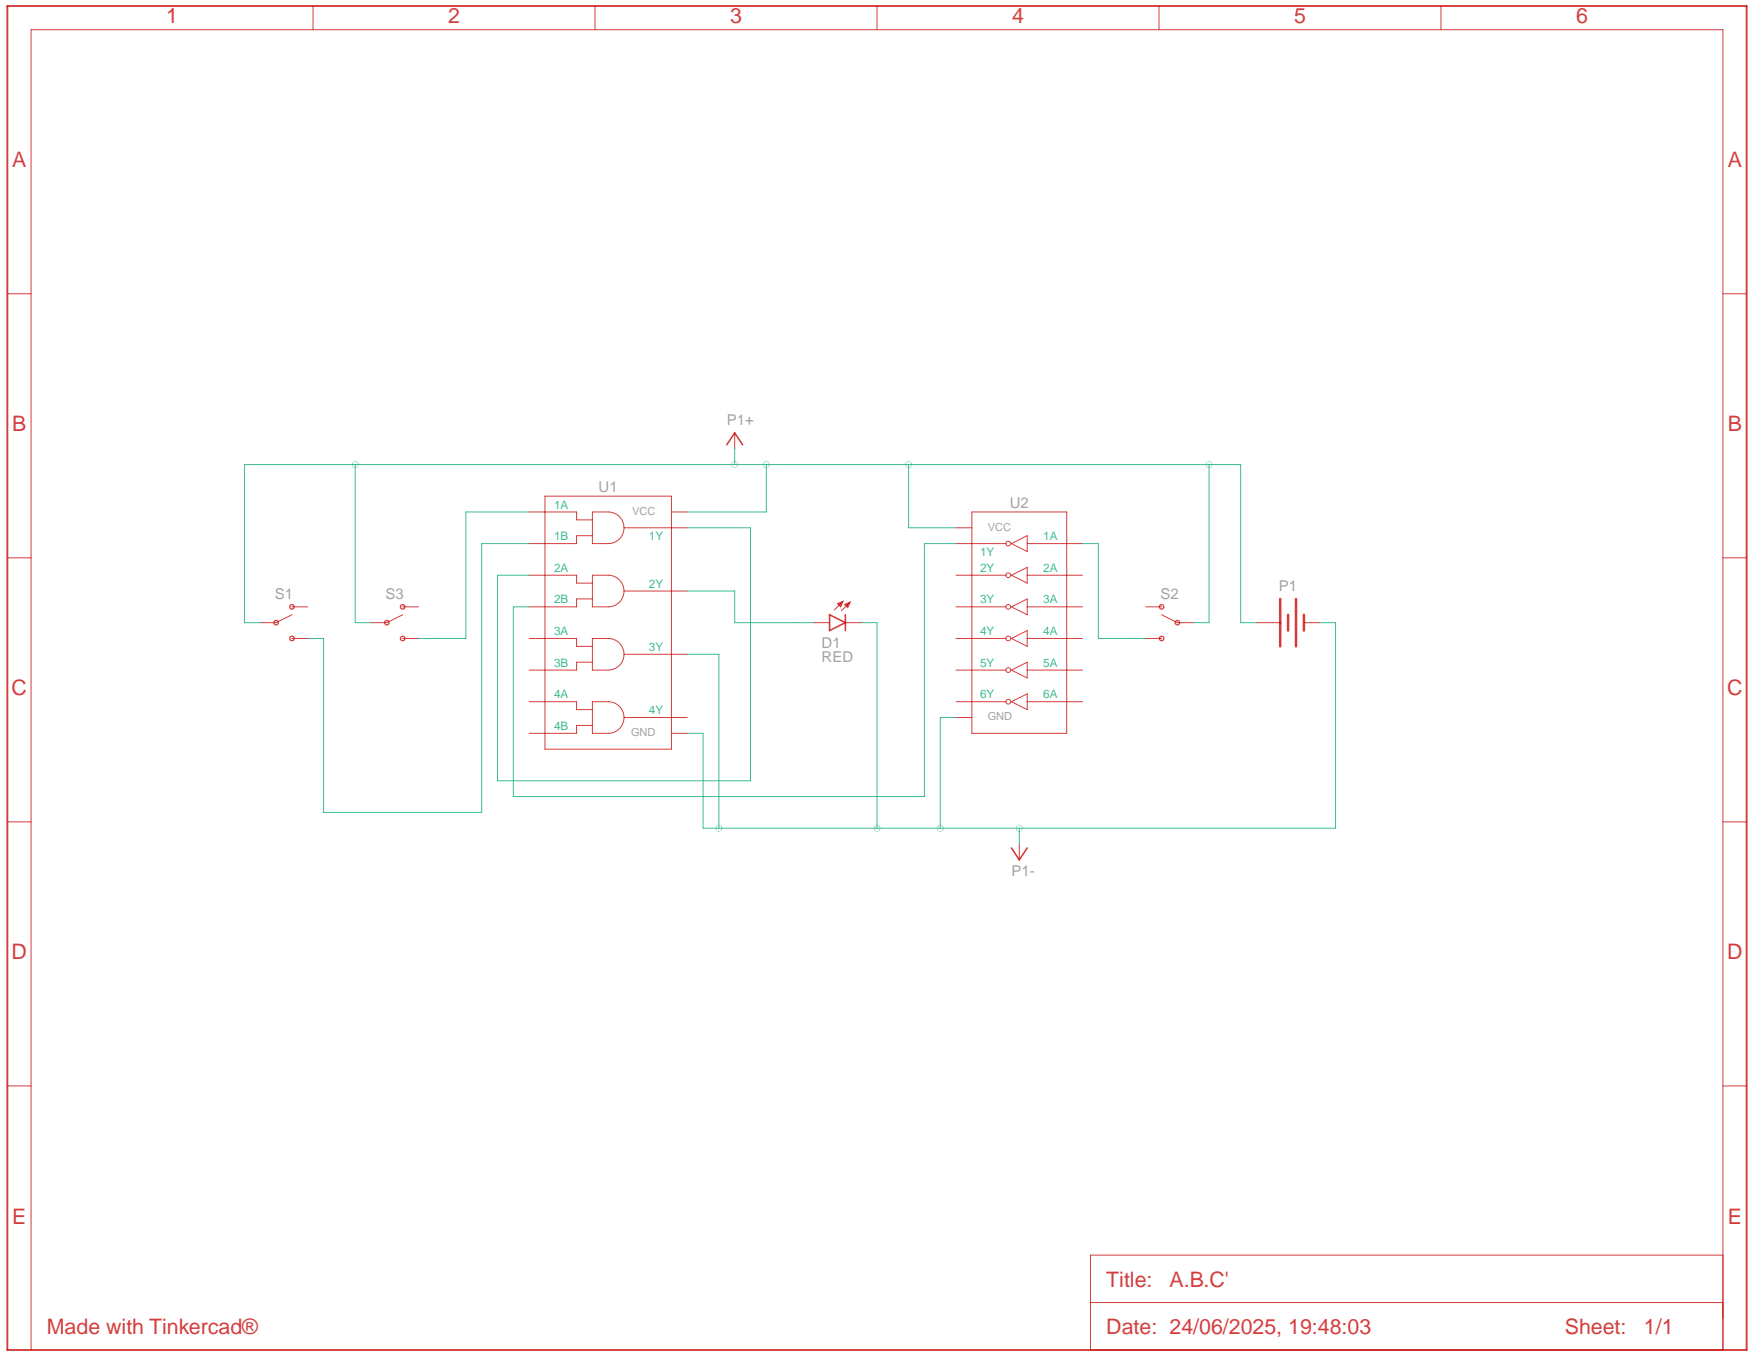 1 2 3 4 5 6
A A
B B
P1+
U1
U2
1A VCC
1B 1Y
2A 2Y
2B
3A 3Y
3B
4A 4Y
4B GND
VCC
1Y 1A
2Y 2A
3Y 3A
4Y 4A
5Y 5A
6Y 6A
GND
S1 S3 S2 P1
D1
RED
C C
P1-
D D
E E
Title: A.B.C'
Made with Tinkercad®
Date: 24/06/2025, 19:48:03 Sheet: 1/1